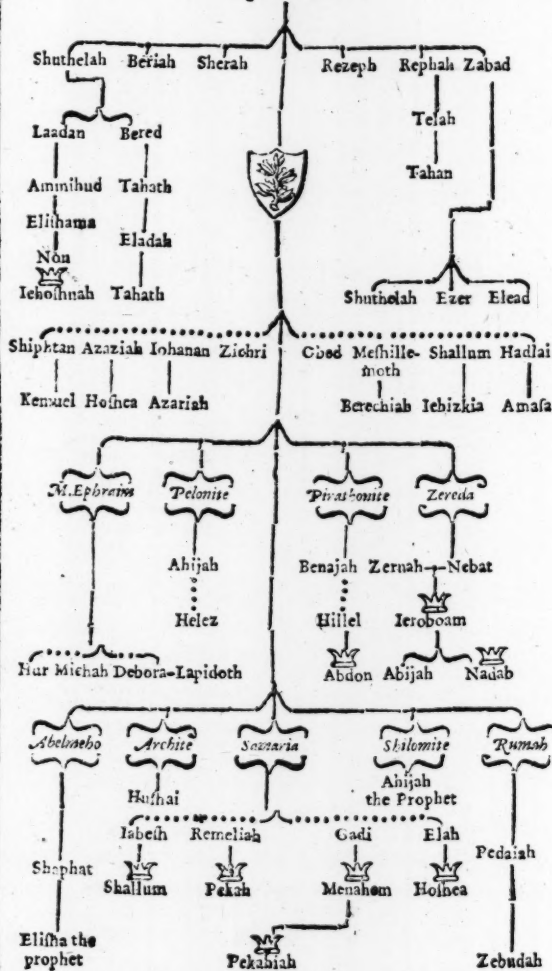 Shuthelah Beriah Sherah Rezeph Rephah Zabad
Laadan Bered Telah
Ammihud Tahath Tahan
Eliſhama
Eladah
Non
Iehoſhuah Tahath Shuthelah Ezer Elead
Shiphtan Azaziah Iohanan Zichri Obed Meſhille- Shallum Hadlai
moth
Kemuel Hoſhea Azariah Berechiah Iehizkia Amaſa
M.Ephraim Pelonite Pirathonite Zereda
Ahijah Benajah Zeruah Nebat
Helez Hillel Ieroboam
Hur Michah Debora=Lapidoth Abdon Abijah Nadab
Abelmeho Archite Samaria Shilomite Rumah
Huſhai Ahijah
the Prophet
Iabeſh Remeliah Gadi Elah
Pedaiah
Shaphat Shallum Pekah Menahem Hoſhea
Eliſha the
prophet Pekahiah Zebudah